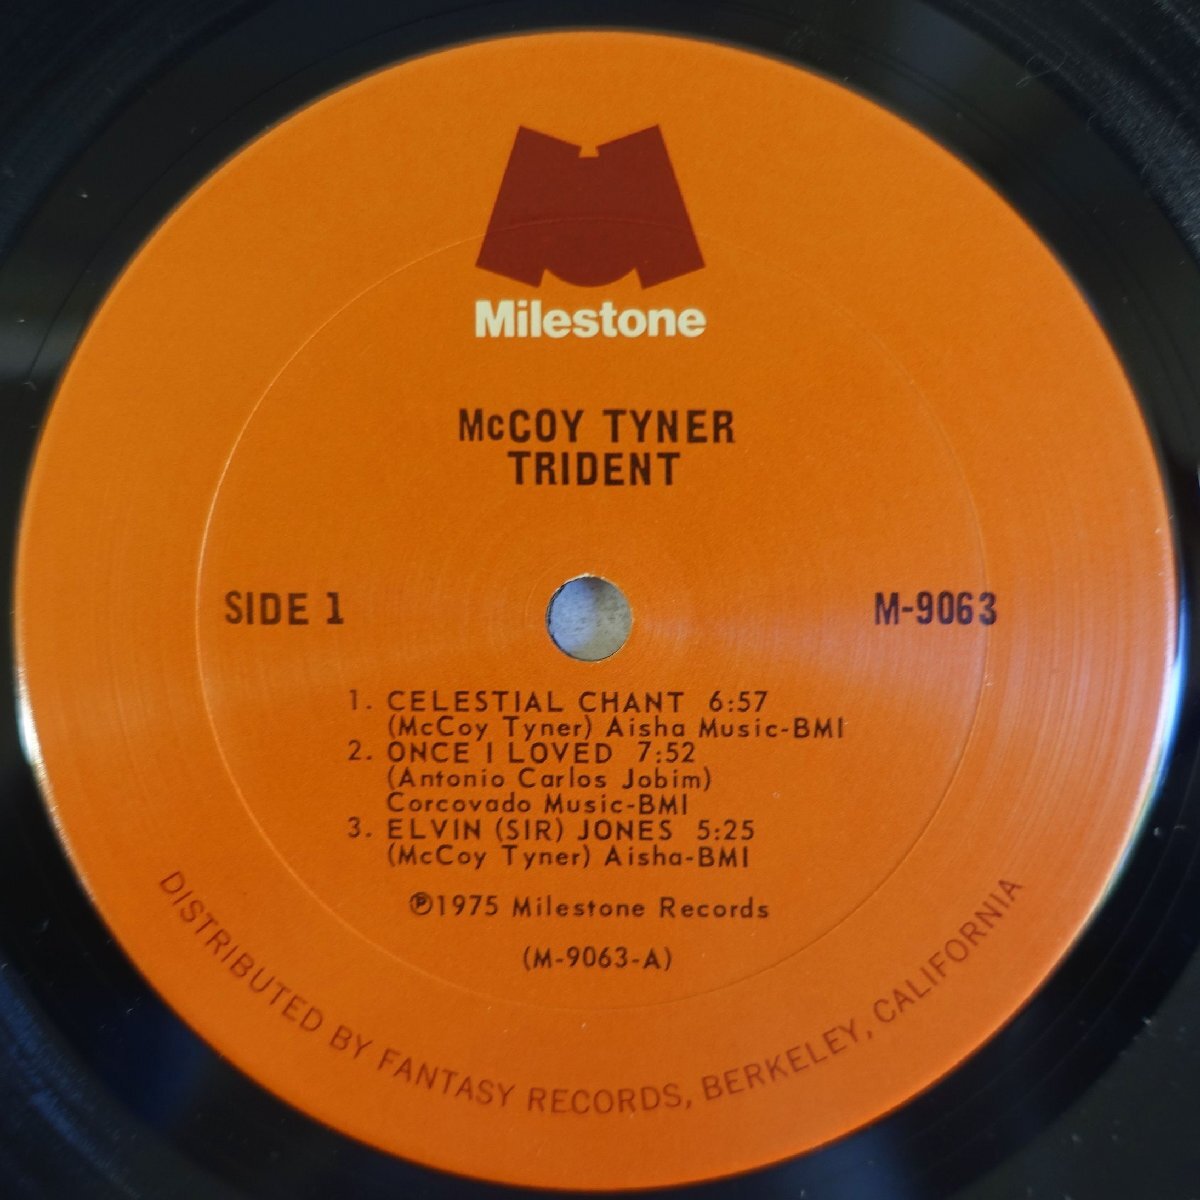 Milestone
McCOY TYNER
TRIDENT
SIDE 1
M-9063
1. CELESTIAL CHANT 6:57
(McCoy Tyner) Aisha Music-BMI
2. ONCE I LOVED 7:52
(Antonio Carlos Jobim)
Corcovado Music-BMI
3. ELVIN (SIR) JONES 5:25
(McCoy Tyner) Aisha-BMI
℗1975 Milestone Records
(M-9063-A)
DISTRIBUTED BY FANTASY RECORDS, BERKELEY, CALIFORNIA